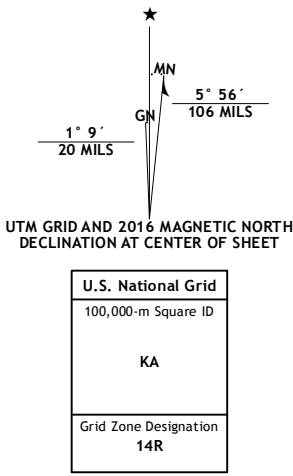 ★
MN
GN
5° 56´
106 MILS
1° 9´
20 MILS
UTM GRID AND 2016 MAGNETIC NORTH
DECLINATION AT CENTER OF SHEET
U.S. National Grid
100,000-m Square ID
KA
Grid Zone Designation
14R